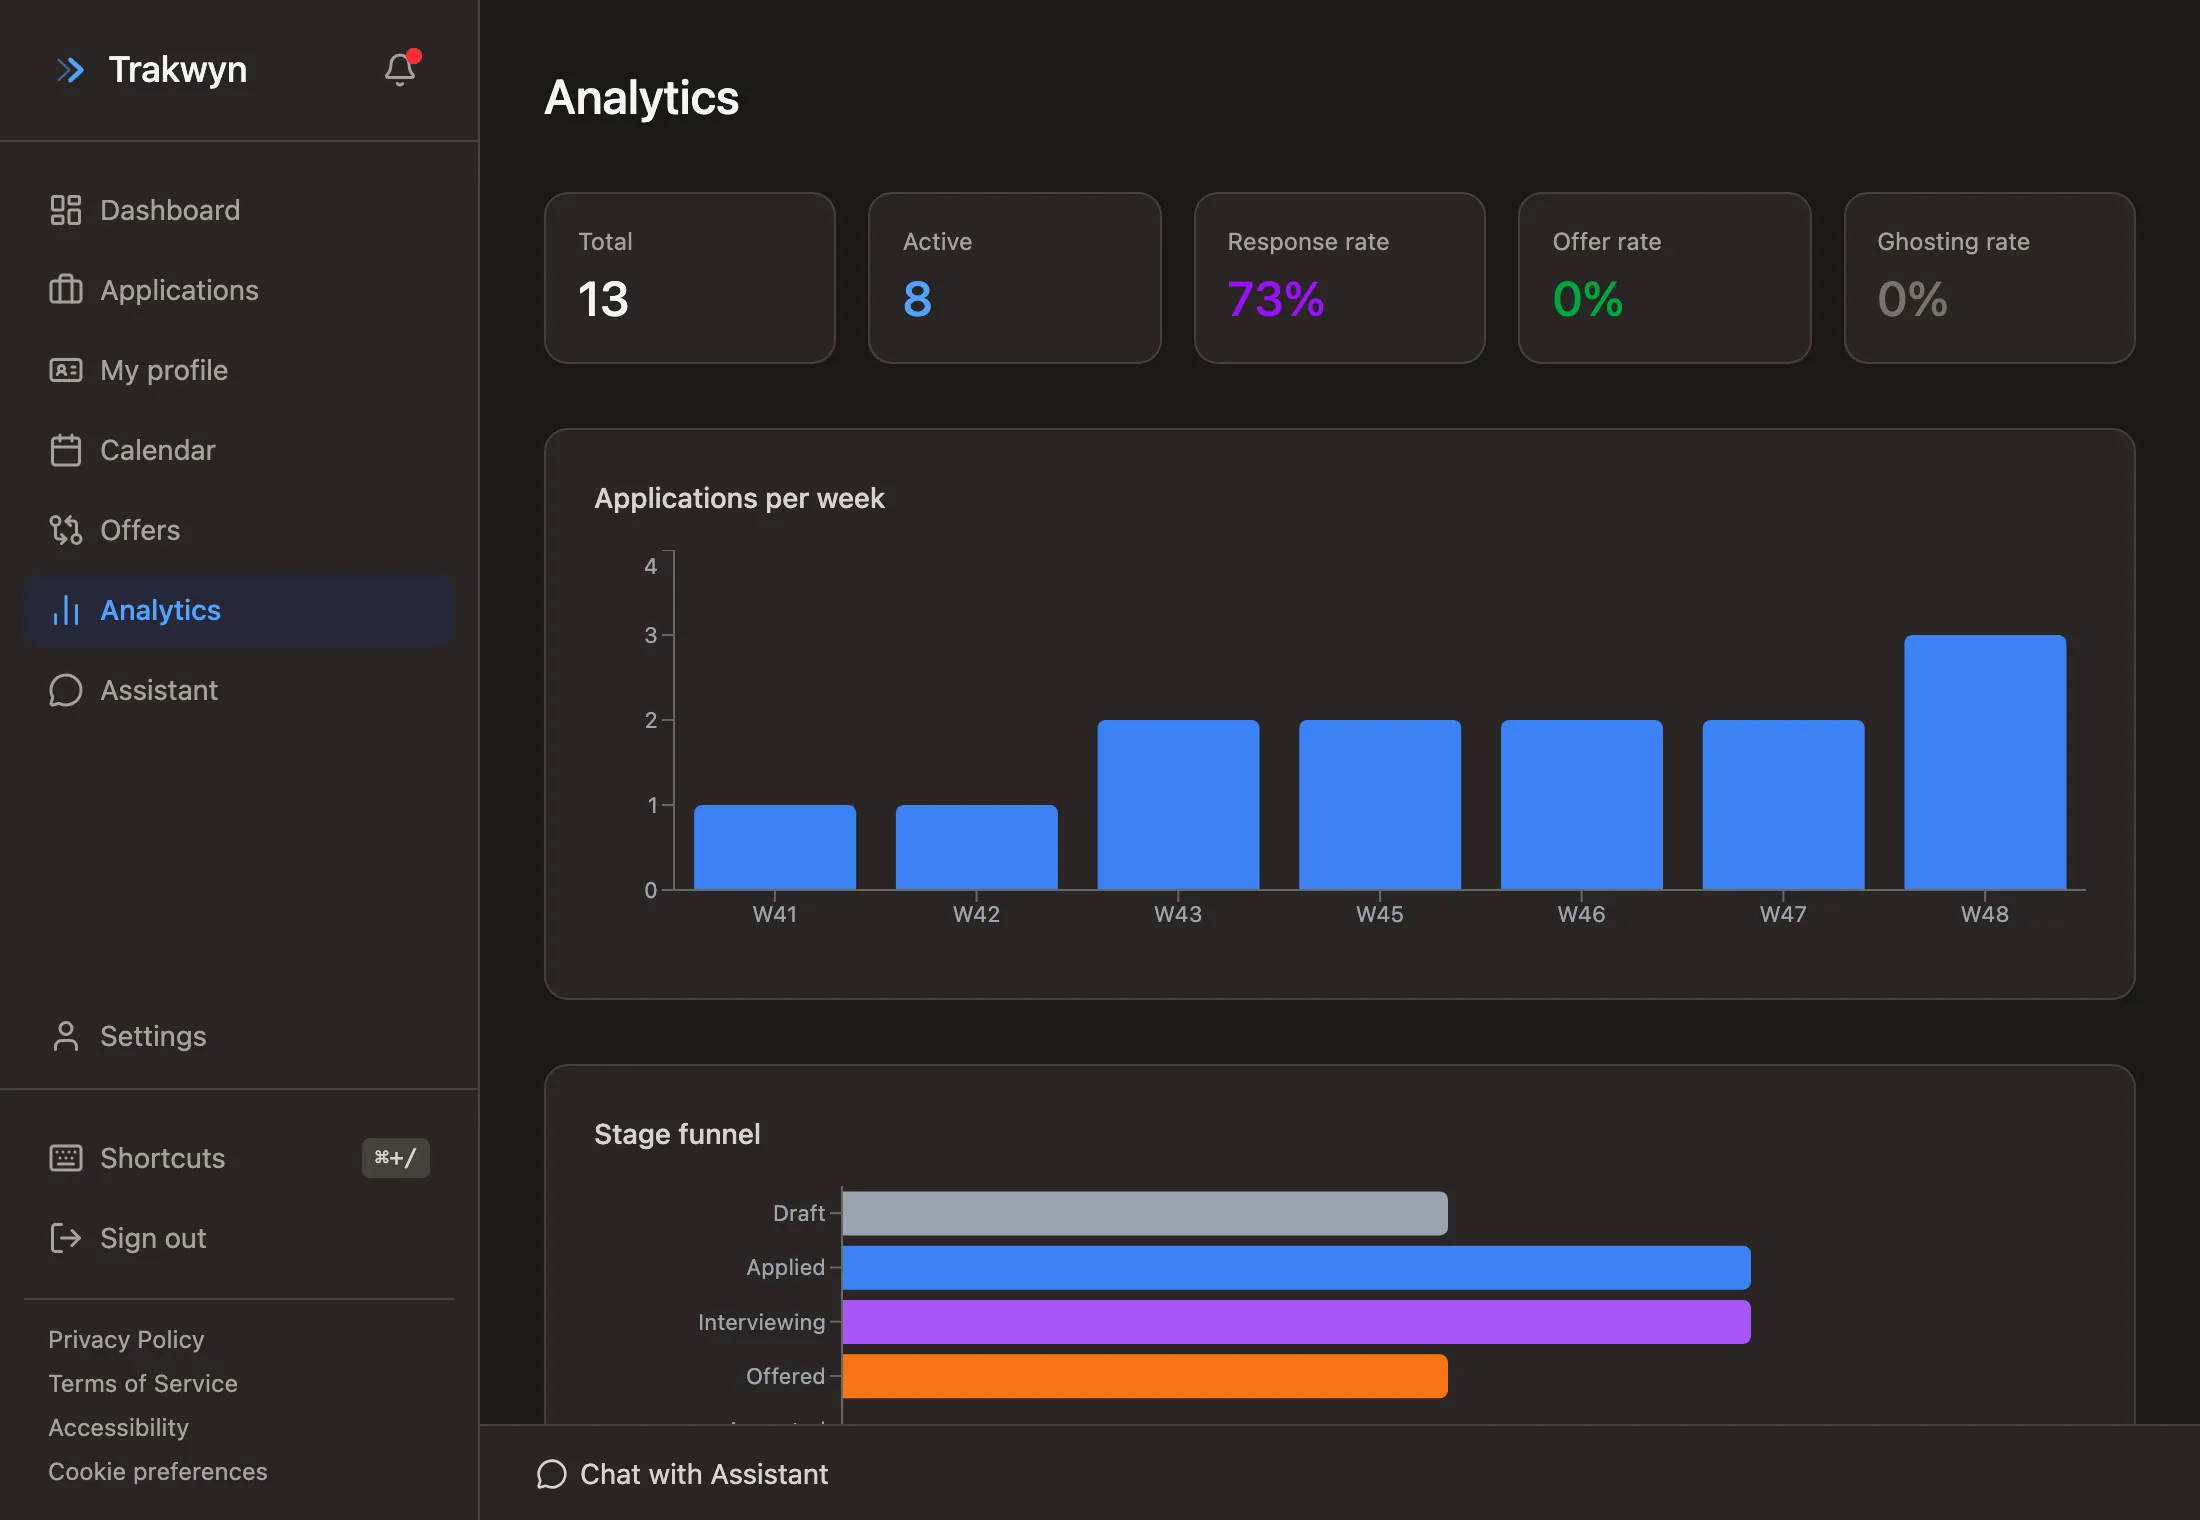 Trakwyn
Dashboard
Applications
My profile
Calendar
Offers
Analytics
Assistant
Settings
Shortcuts ⌘+/
Sign out
Privacy Policy
Terms of Service
Accessibility
Cookie preferences
Analytics
Total
13
Active
8
Response rate
73%
Offer rate
0%
Ghosting rate
0%
Applications per week
4
3
2
1
0
W41 W42 W43 W45 W46 W47 W48
Stage funnel
Draft
Applied
Interviewing
Offered
Chat with Assistant